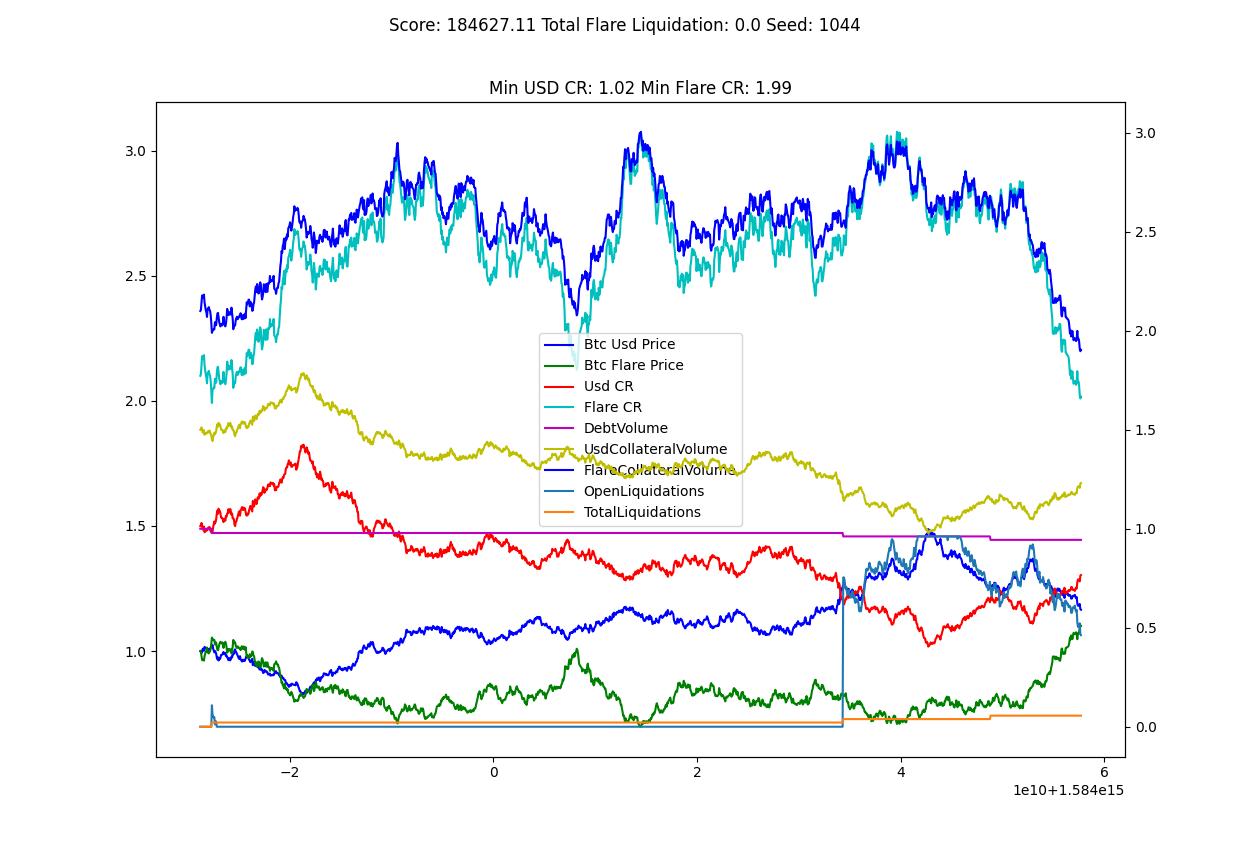 Score: 184627.11 Total Flare Liquidation: 0.0 Seed: 1044
Min USD CR: 1.02 Min Flare CR: 1.99
3.0
2.5
2.0
1.5
1.0
3.0
2.5
2.0
1.5
1.0
0.5
0.0
Btc Usd Price
Btc Flare Price
Usd CR
Flare CR
DebtVolume
UsdCollateralVolume
FlareCollateralVolume
OpenLiquidations
TotalLiquidations
−2 0 2 4 6
1e10+1.584e15